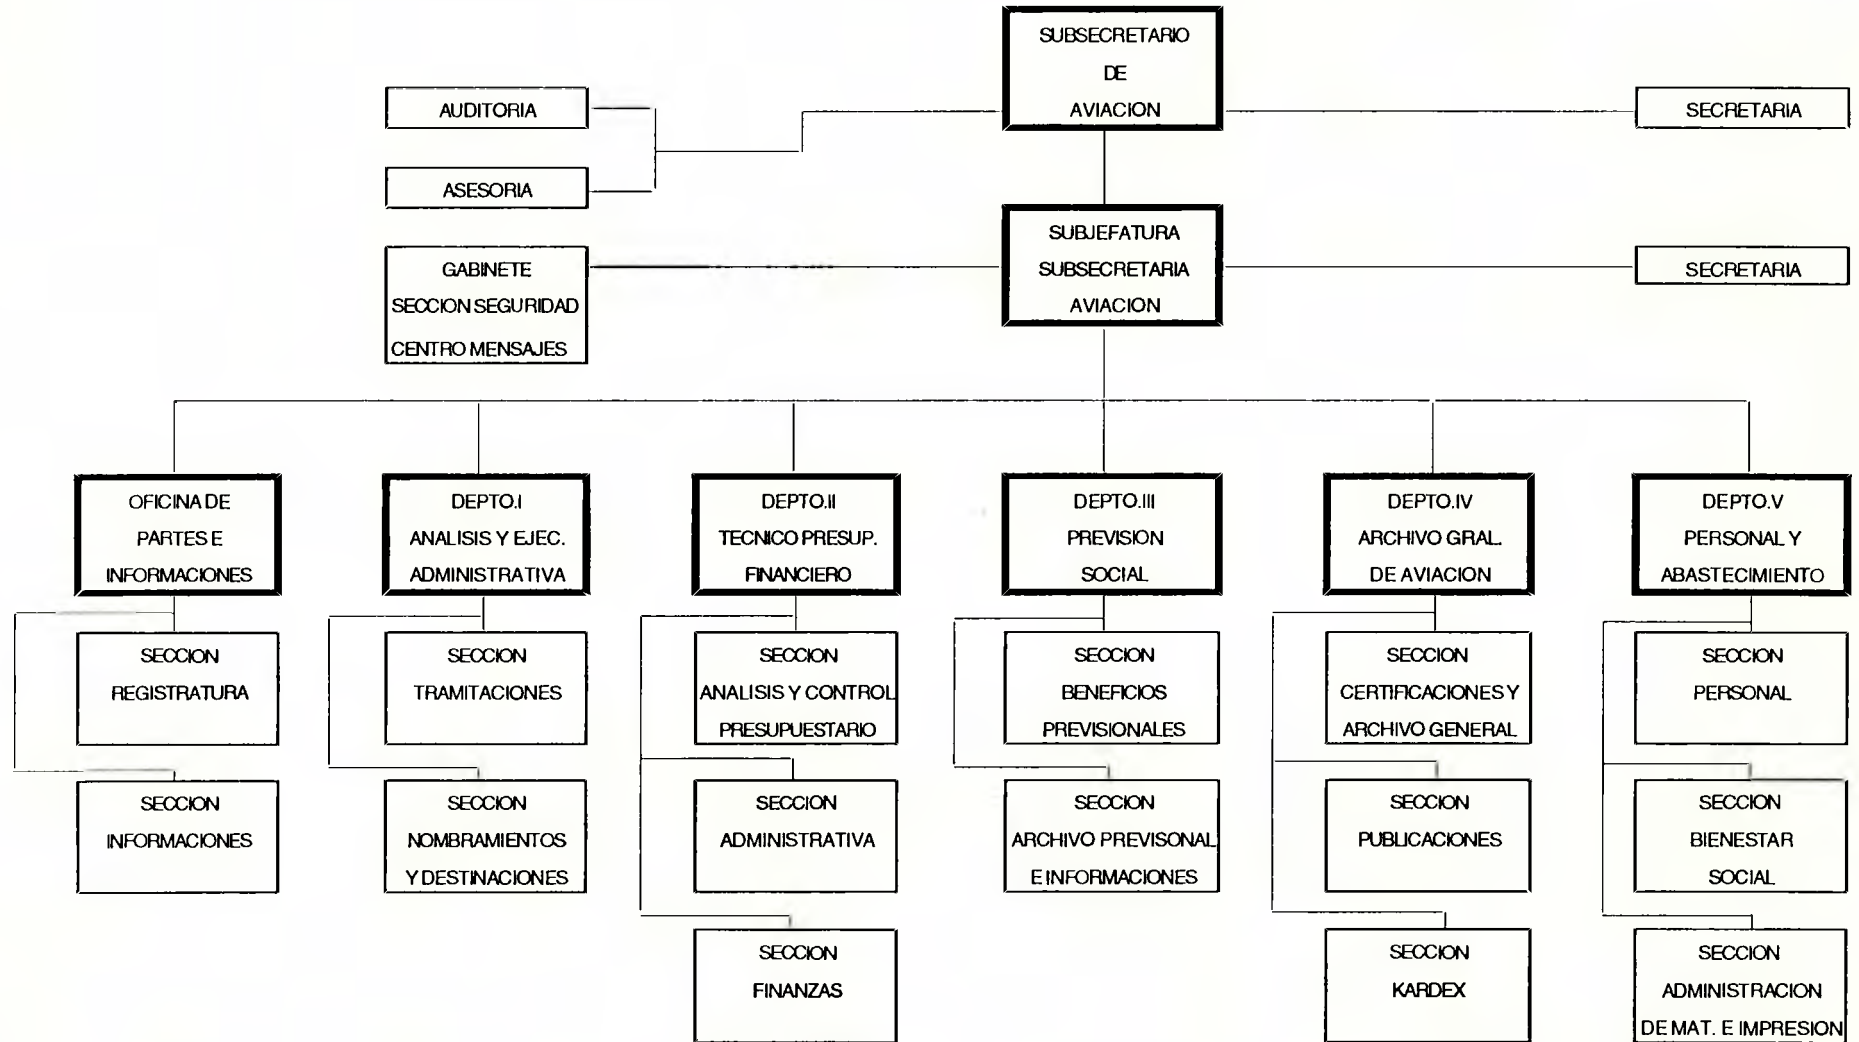 SUBSECRETARIO
DE
AVIACION
AUDITORIA
SECRETARIA
ASESORIA
SUBJEFATURA
SUBSECRETARIA
AVIACION
GABINETE
SECCION SEGURIDAD
CENTRO MENSAJES
SECRETARIA
OFICINA DE
PARTES E
INFORMACIONES
DEPTO.I
ANALISIS Y EJEC.
ADMINISTRATIVA
DEPTO.II
TECNICO PRESUP.
FINANCIERO
DEPTO.III
PREVISION
SOCIAL
DEPTO.IV
ARCHIVO GRAL.
DE AVIACION
DEPTO.V
PERSONAL Y
ABASTECIMIENTO
SECCION
REGISTRATURA
SECCION
TRAMITACIONES
SECCION
ANALISIS Y CONTROL
PRESUPUESTARIO
SECCION
BENEFICIOS
PREVISIONALES
SECCION
CERTIFICACIONES Y
ARCHIVO GENERAL
SECCION
PERSONAL
SECCION
INFORMACIONES
SECCION
NOMBRAMIENTOS
Y DESTINACIONES
SECCION
ADMINISTRATIVA
SECCION
ARCHIVO PREVISONAL
E INFORMACIONES
SECCION
PUBLICACIONES
SECCION
BIENESTAR
SOCIAL
SECCION
FINANZAS
SECCION
KARDEX
SECCION
ADMINISTRACION
DE MAT. E IMPRESION